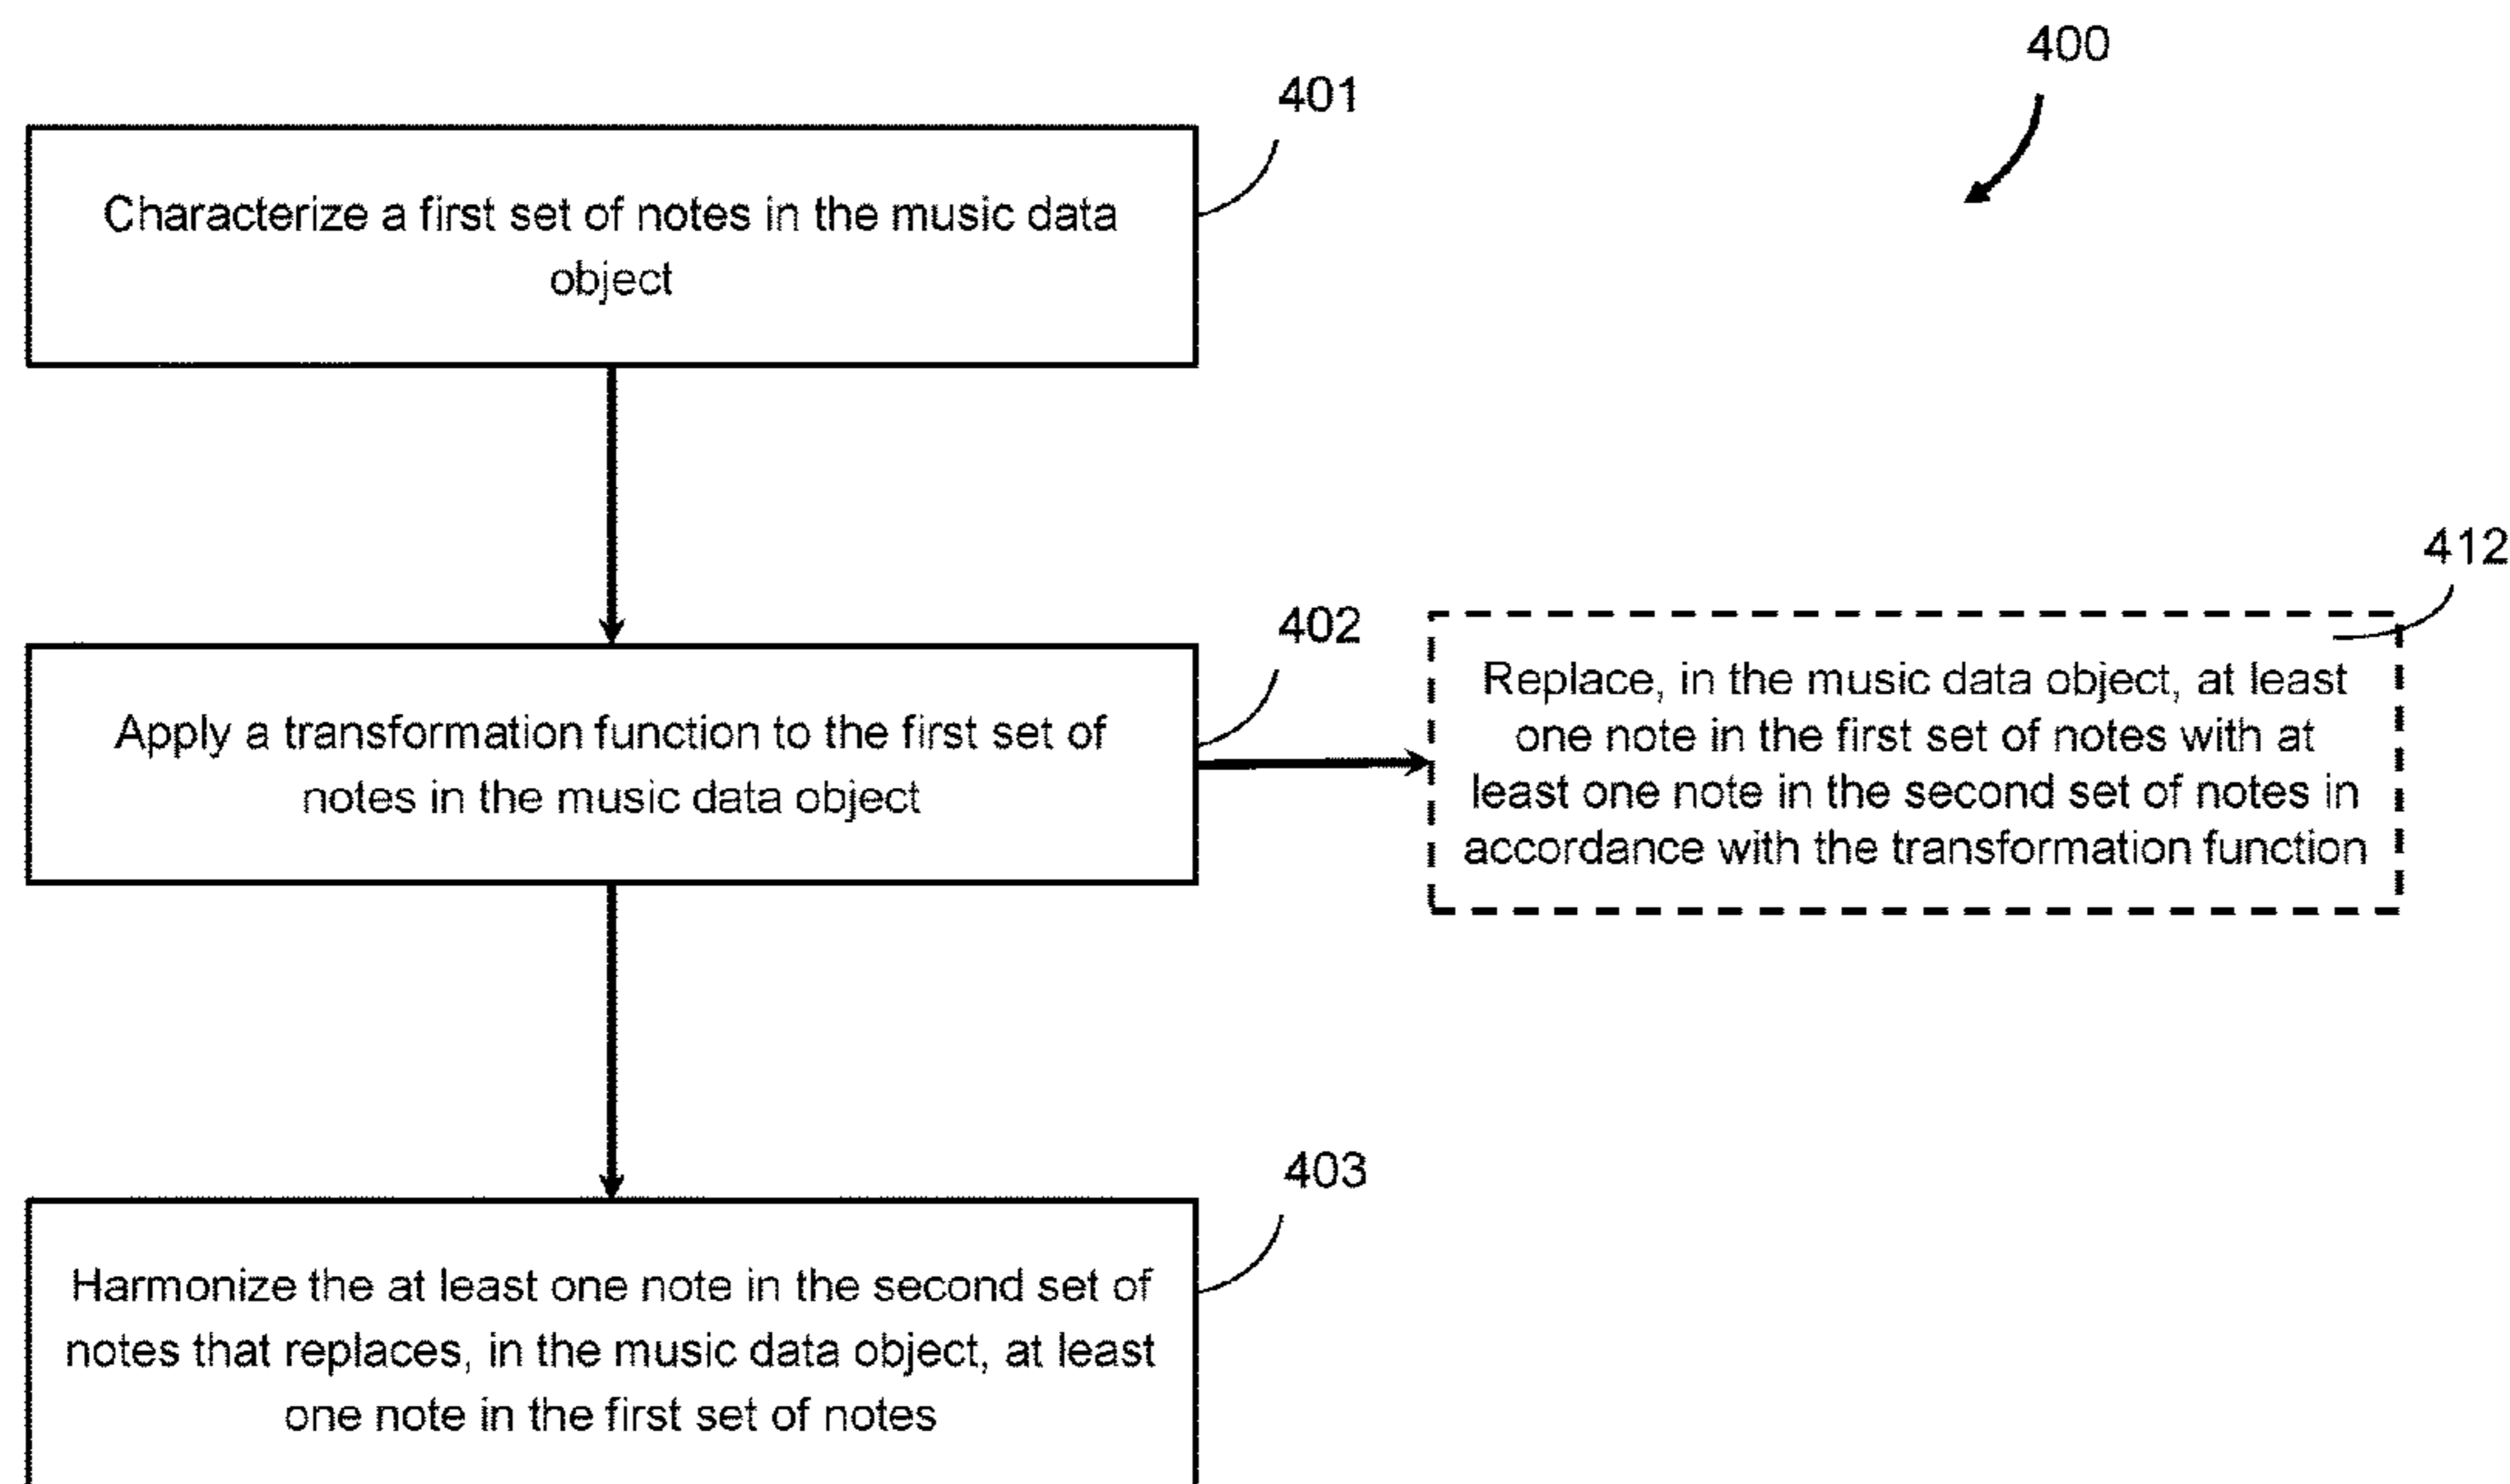 400
401
Characterize a first set of notes in the music data
object
402
Apply a transformation function to the first set of
notes in the music data object
412
Replace, in the music data object, at least
one note in the first set of notes with at
least one note in the second set of notes in
accordance with the transformation function
403
Harmonize the at least one note in the second set of
notes that replaces, in the music data object, at least
one note in the first set of notes